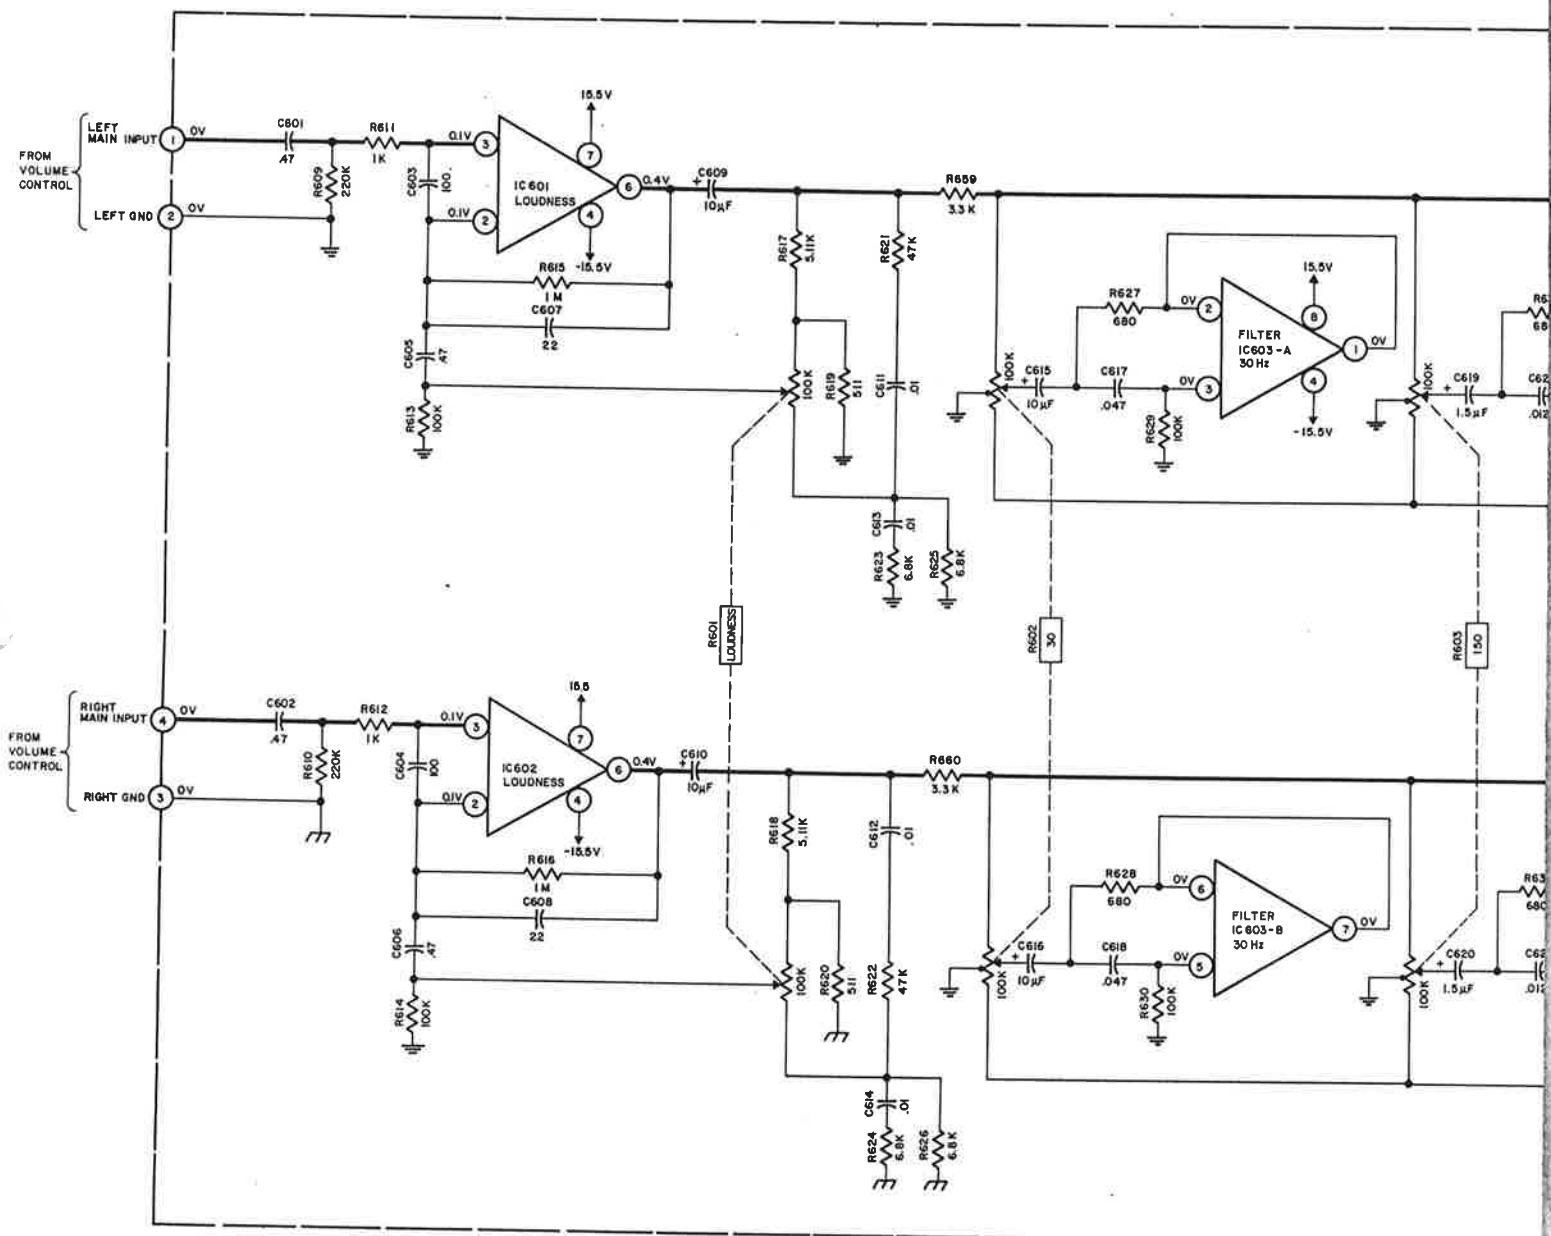 FROM
VOLUME
CONTROL
LEFT
MAIN INPUT
1
0V
LEFT GND
2
0V
C601
.47
R609
220K
R611
1K
C603
100
0.1V
3
0.1V
2
IC601
LOUDNESS
15.5V
7
6
0.4V
4
-15.5V
R615
1M
C607
22
C605
.47
R613
100K
C609
+
10µF
R617
5.11K
100K
R619
511
R621
47K
C611
.01
C613
.01
R623
6.8K
R625
6.8K
R659
3.3K
100K
+
C615
10µF
R627
680
C617
.047
R629
100K
0V
2
0V
3
FILTER
IC603-A
30Hz
15.5V
8
1
0V
4
-15.5V
100K
+
C619
1.5µF
.012
R601
LOUDNESS
R602
30
R603
150
FROM
VOLUME
CONTROL
RIGHT
MAIN INPUT
4
0V
RIGHT GND
3
0V
C602
.47
R610
220K
R612
1K
C604
100
0.1V
3
0.1V
2
IC602
LOUDNESS
15.5
7
6
0.4V
4
-15.5V
R616
1M
C608
22
C606
.47
R614
100K
+
C610
10µF
R618
5.11K
100K
R620
511
C612
.01
R622
47K
C614
.01
R624
6.8K
R626
6.8K
R660
3.3K
100K
+
C616
10µF
R628
680
C618
.047
R630
100K
0V
6
0V
5
FILTER
IC603-B
30Hz
7
0V
100K
+
C620
1.5µF
680
.012